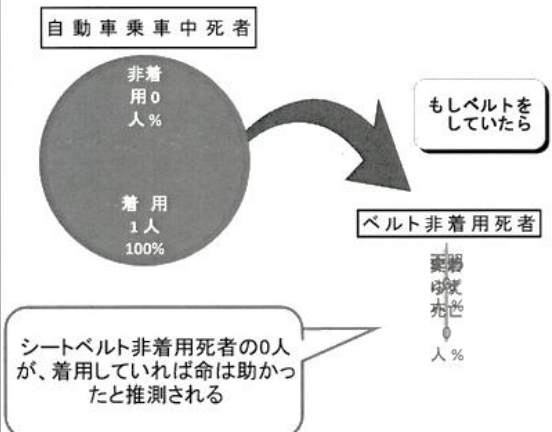 自動車乗車中死者
非着
用0
人%
着 用
1人
100%
もしベルトを
していたら
ベルト非着用死者
0
人%
シートベルト非着用死者の0人
が、着用していれば命は助かっ
たと推測される